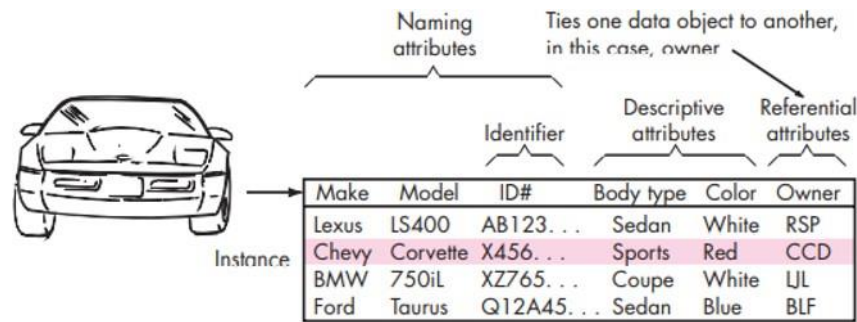 Naming
attributes
Ties one data object to another,
in this case, owner
Identifier
Descriptive
attributes
Referential
attributes
Instance
Make Model ID# Body type Color Owner
Lexus LS400 AB123. . . Sedan White RSP
Chevy Corvette X456. . . Sports Red CCD
BMW 750iL XZ765. . . Coupe White LJL
Ford Taurus Q12A45. . . Sedan Blue BLF